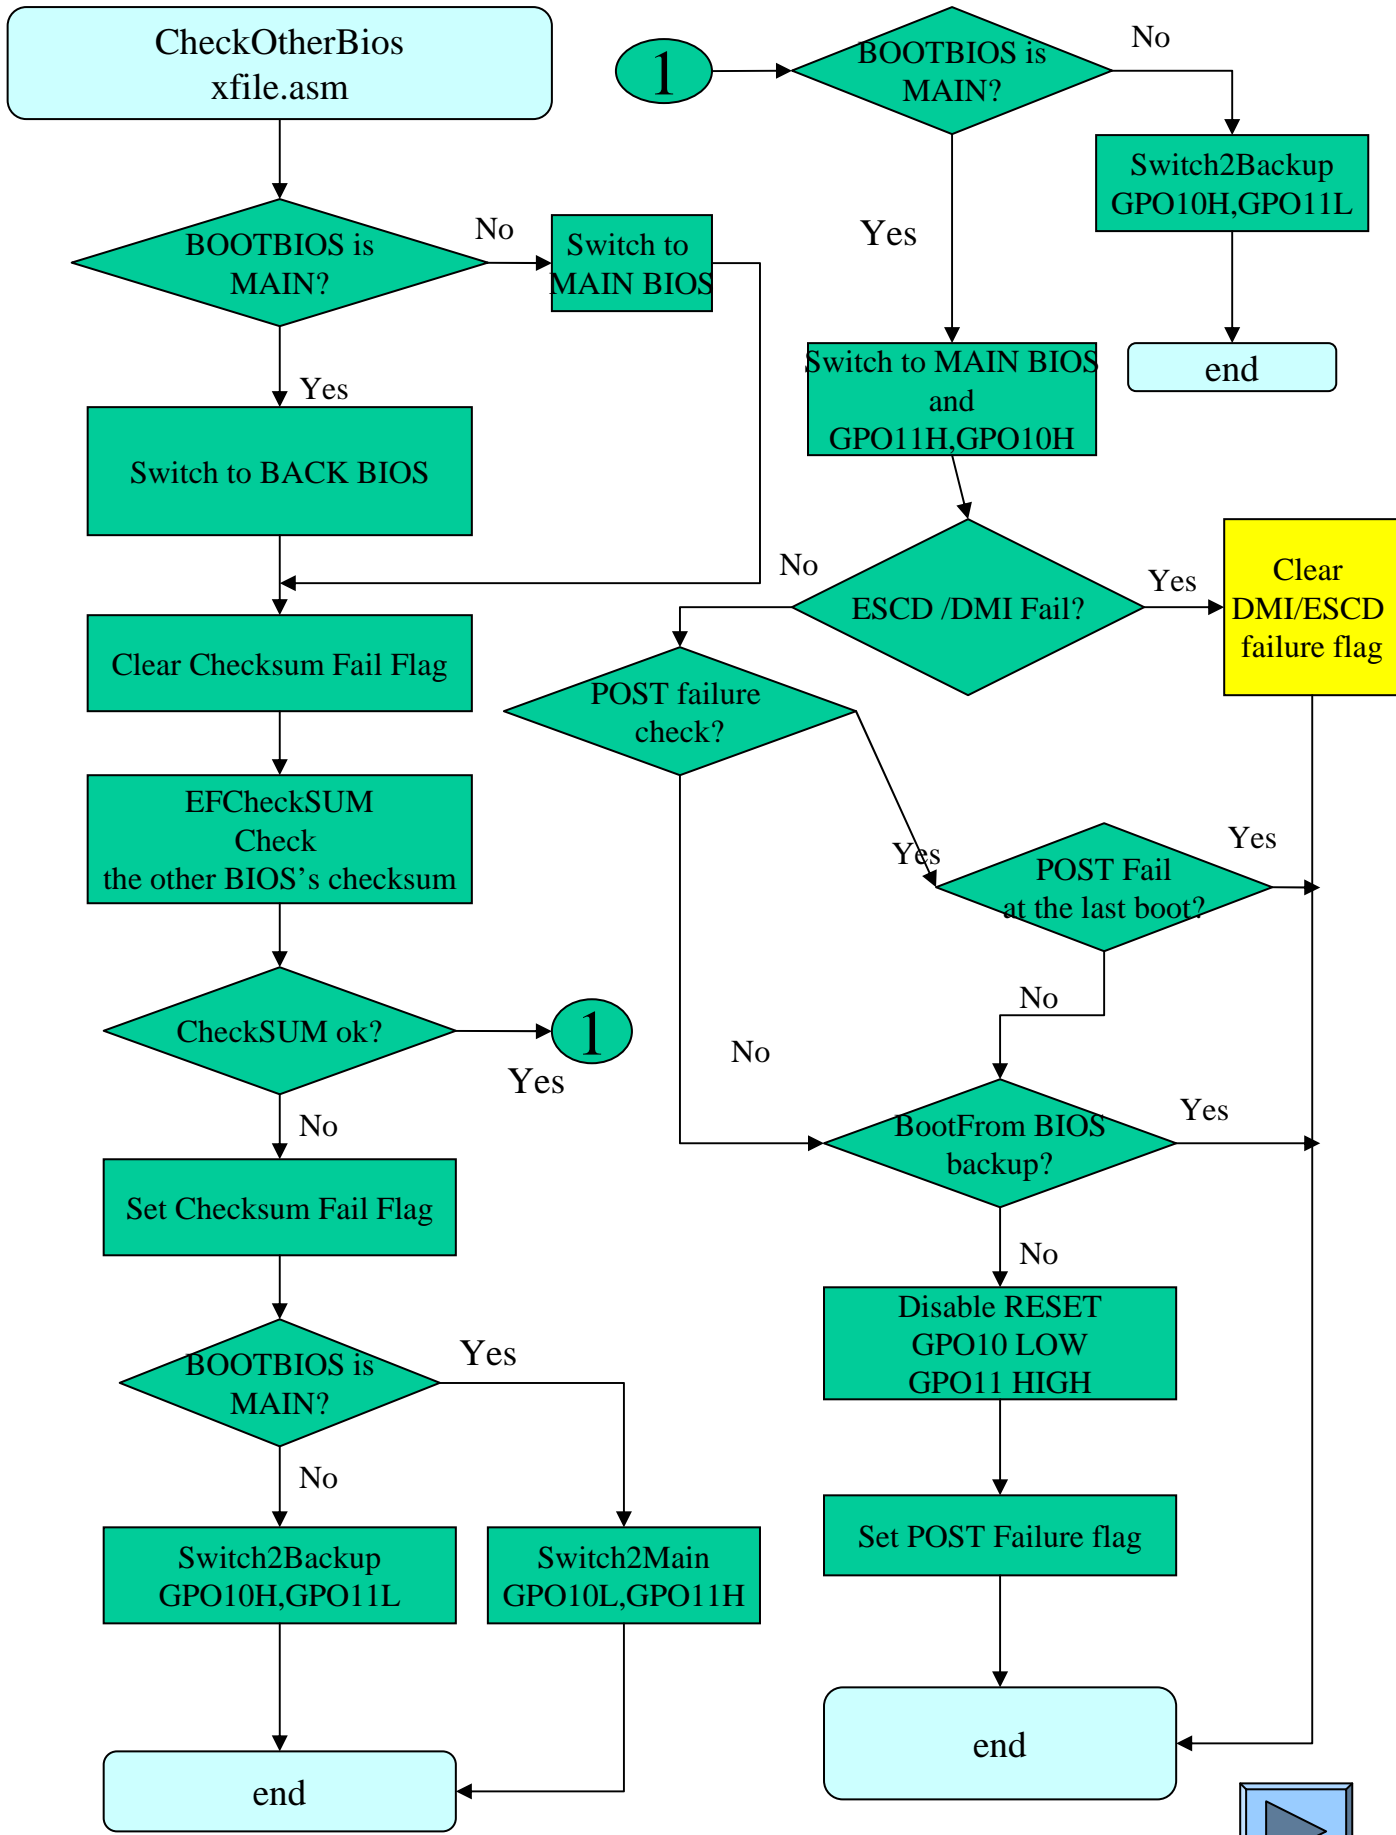 CheckOtherBios
xfile.asm
BOOTBIOS is
MAIN?
No
Switch to
MAIN BIOS
Yes
Switch to BACK BIOS
Clear Checksum Fail Flag
EFCheckSUM
Check
the other BIOS’s checksum
CheckSUM ok?
Yes
1
No
Set Checksum Fail Flag
BOOTBIOS is
MAIN?
Yes
No
Switch2Backup
GPO10H,GPO11L
Switch2Main
GPO10L,GPO11H
end
1
BOOTBIOS is
MAIN?
No
Switch2Backup
GPO10H,GPO11L
end
Yes
Switch to MAIN BIOS
and
GPO11H,GPO10H
ESCD /DMI Fail?
No
Yes
Clear
DMI/ESCD
failure flag
POST failure
check?
Yes
No
POST Fail
at the last boot?
Yes
No
BootFrom BIOS
backup?
Yes
No
Disable RESET
GPO10 LOW
GPO11 HIGH
Set POST Failure flag
end